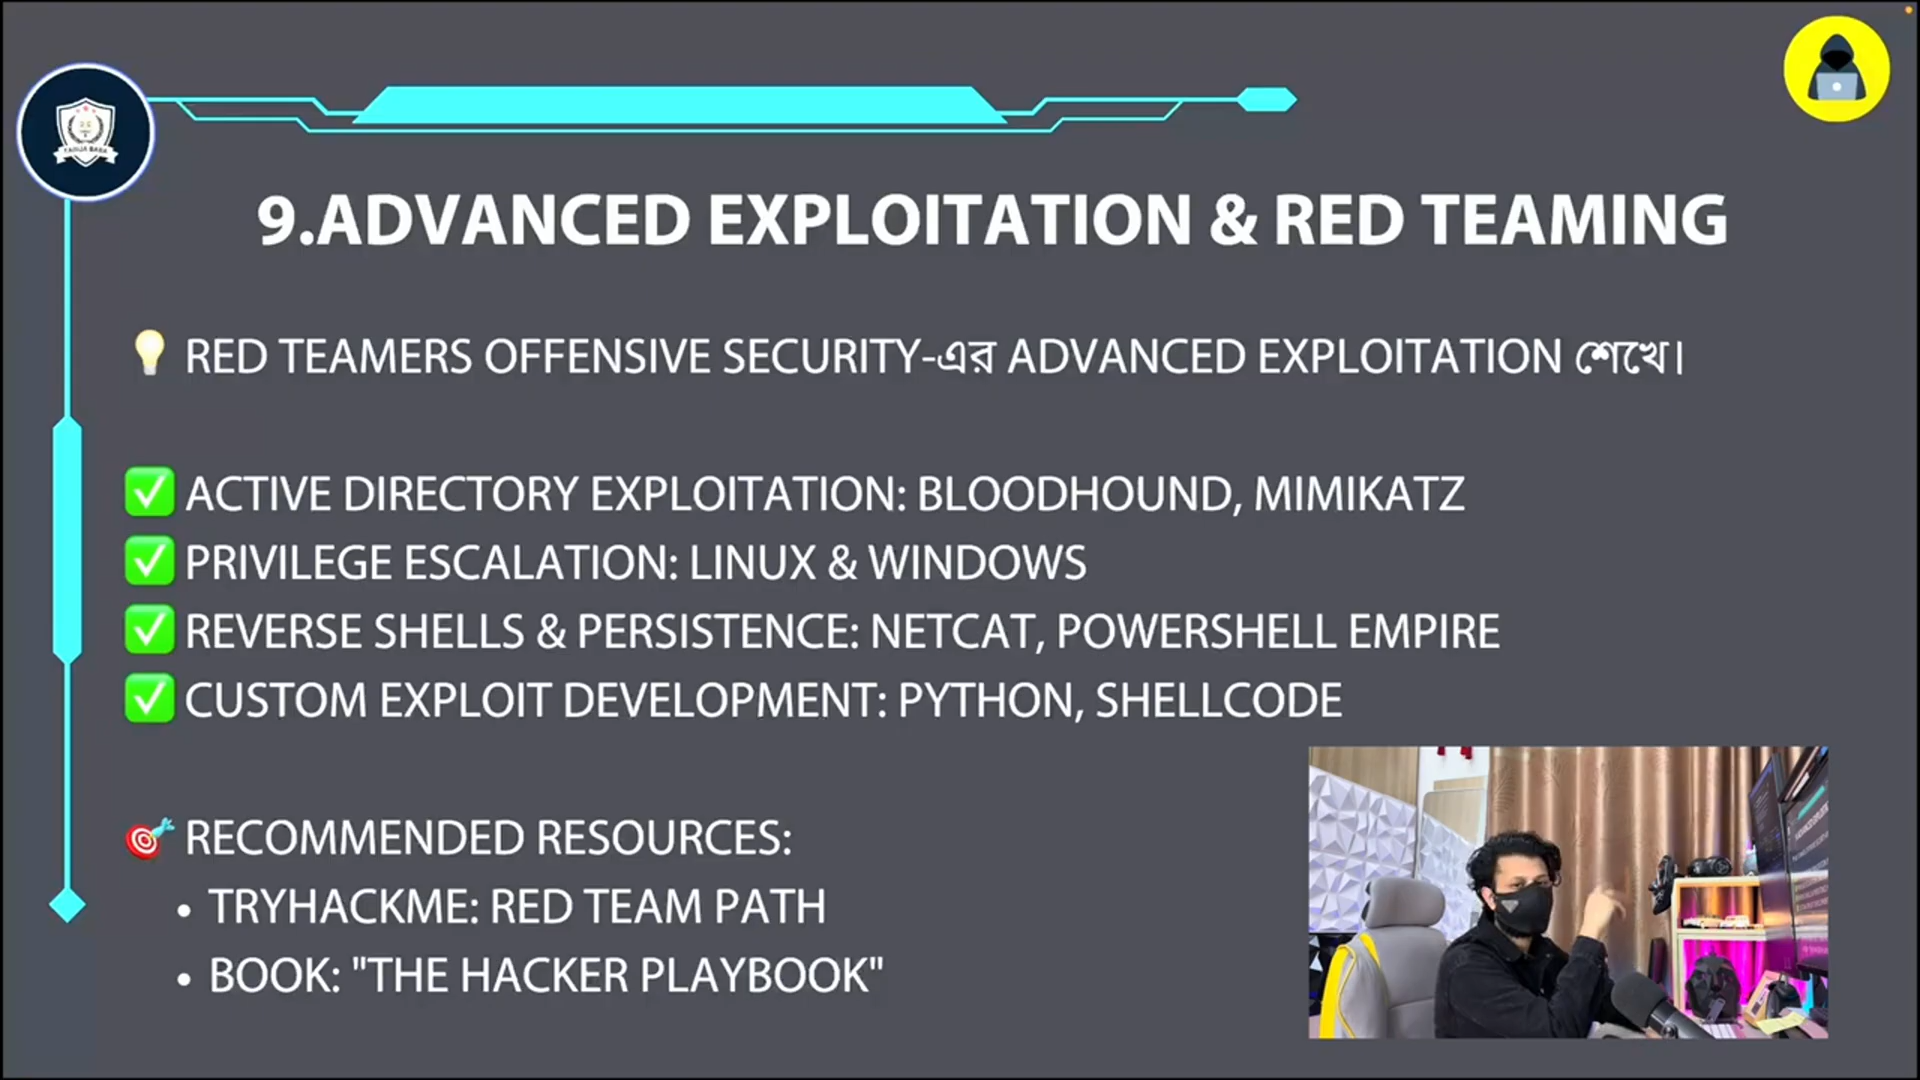 9.ADVANCED EXPLOITATION & RED TEAMING
💡 RED TEAMERS OFFENSIVE SECURITY-এর ADVANCED EXPLOITATION শেখে।
✅ ACTIVE DIRECTORY EXPLOITATION: BLOODHOUND, MIMIKATZ
✅ PRIVILEGE ESCALATION: LINUX & WINDOWS
✅ REVERSE SHELLS & PERSISTENCE: NETCAT, POWERSHELL EMPIRE
✅ CUSTOM EXPLOIT DEVELOPMENT: PYTHON, SHELLCODE
🎯 RECOMMENDED RESOURCES:
• TRYHACKME: RED TEAM PATH
• BOOK: "THE HACKER PLAYBOOK"